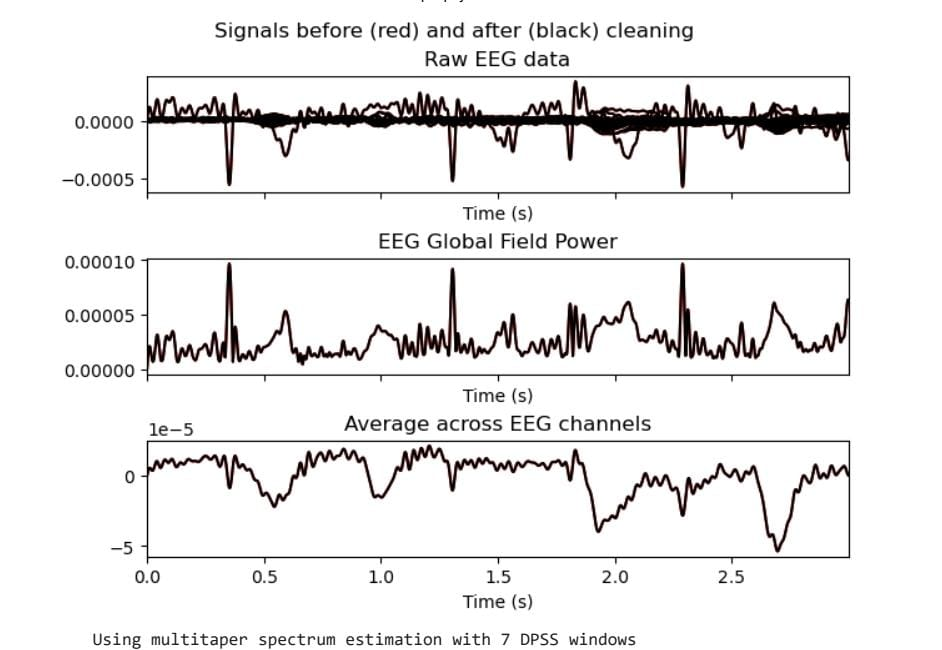 Signals before (red) and after (black) cleaning
Raw EEG data
0.0000
−0.0005
Time (s)
EEG Global Field Power
0.00010
0.00005
0.00000
Time (s)
Average across EEG channels
1e−5
0
−5
0.0 0.5 1.0 1.5 2.0 2.5
Time (s)
Using multitaper spectrum estimation with 7 DPSS windows